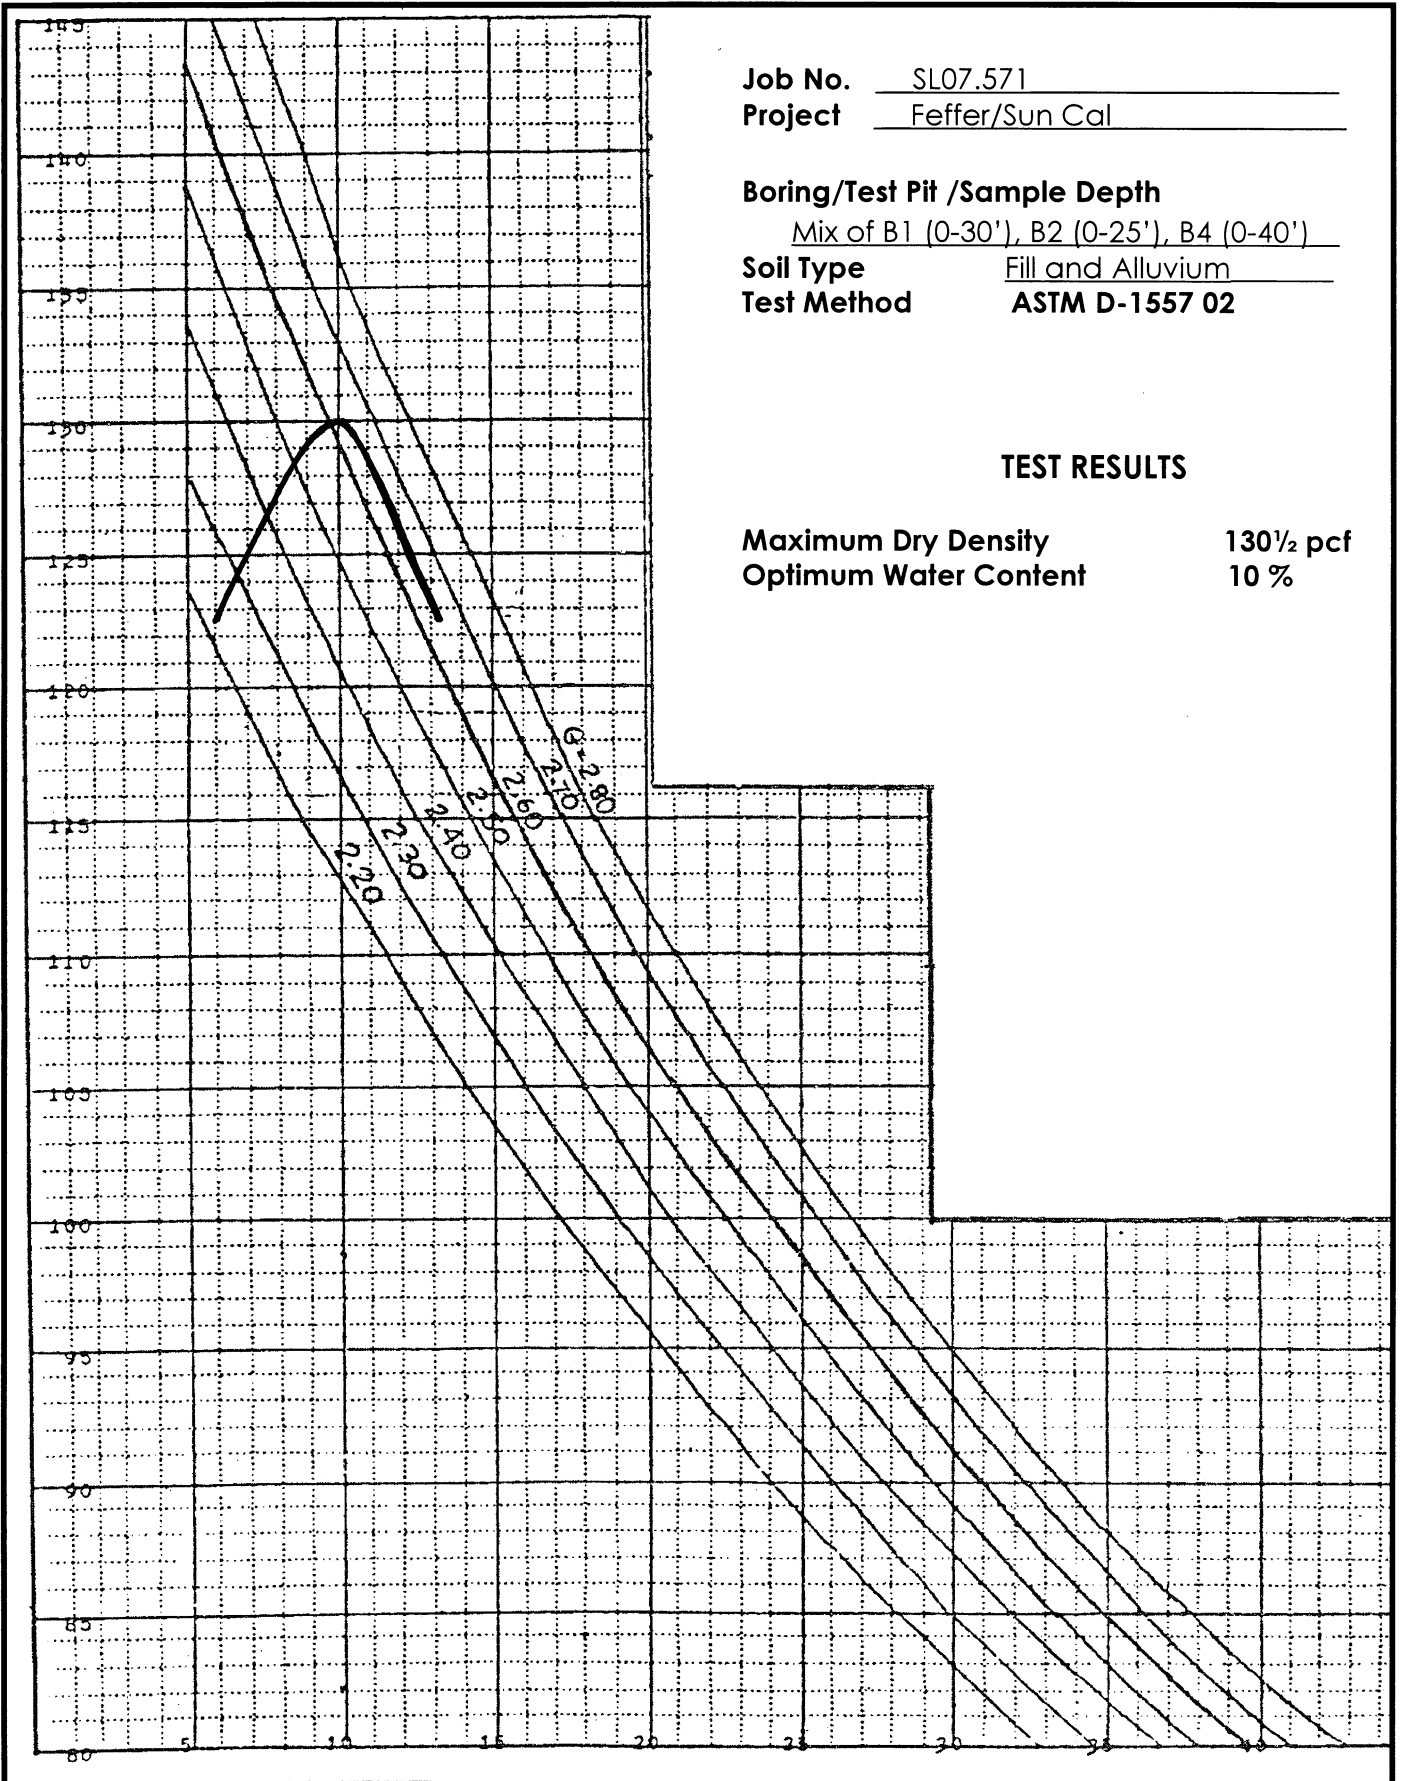 Job No. SL07.571
Project Feffer/Sun Cal
Boring/Test Pit /Sample Depth
Mix of B1 (0-30'), B2 (0-25'), B4 (0-40')
Soil Type Fill and Alluvium
Test Method ASTM D-1557 02
TEST RESULTS
Maximum Dry Density 130½ pcf
Optimum Water Content 10 %
145
140
135
130
125
120
115
110
105
100
95
90
85
80
5
10
15
20
25
30
35
40
2.20
2.30
2.40
2.50
2.60
2.70
G=2.80